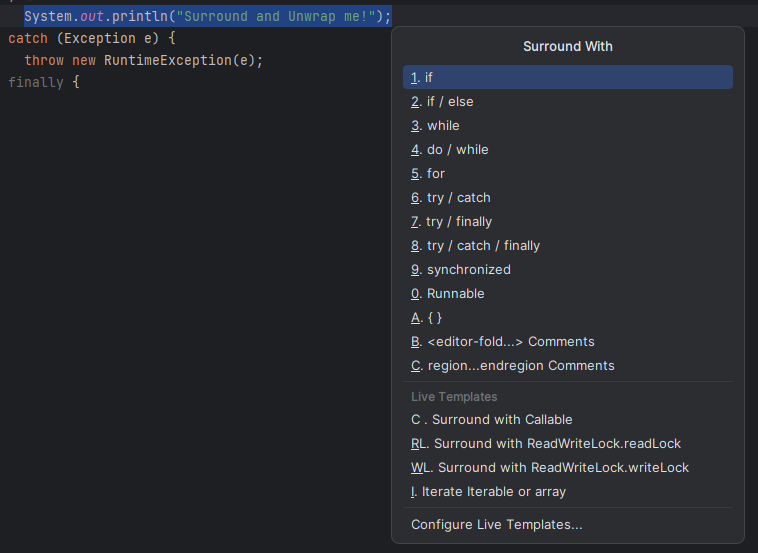 System.out.println("Surround and Unwrap me!");
catch (Exception e) {
throw new RuntimeException(e);
finally {
Surround With
1. if
2. if / else
3. while
4. do / while
5. for
6. try / catch
7. try / finally
8. try / catch / finally
9. synchronized
0. Runnable
A. { }
B. <editor-fold...> Comments
C. region...endregion Comments
Live Templates
C . Surround with Callable
RL. Surround with ReadWriteLock.readLock
WL. Surround with ReadWriteLock.writeLock
I. Iterate Iterable or array
Configure Live Templates...